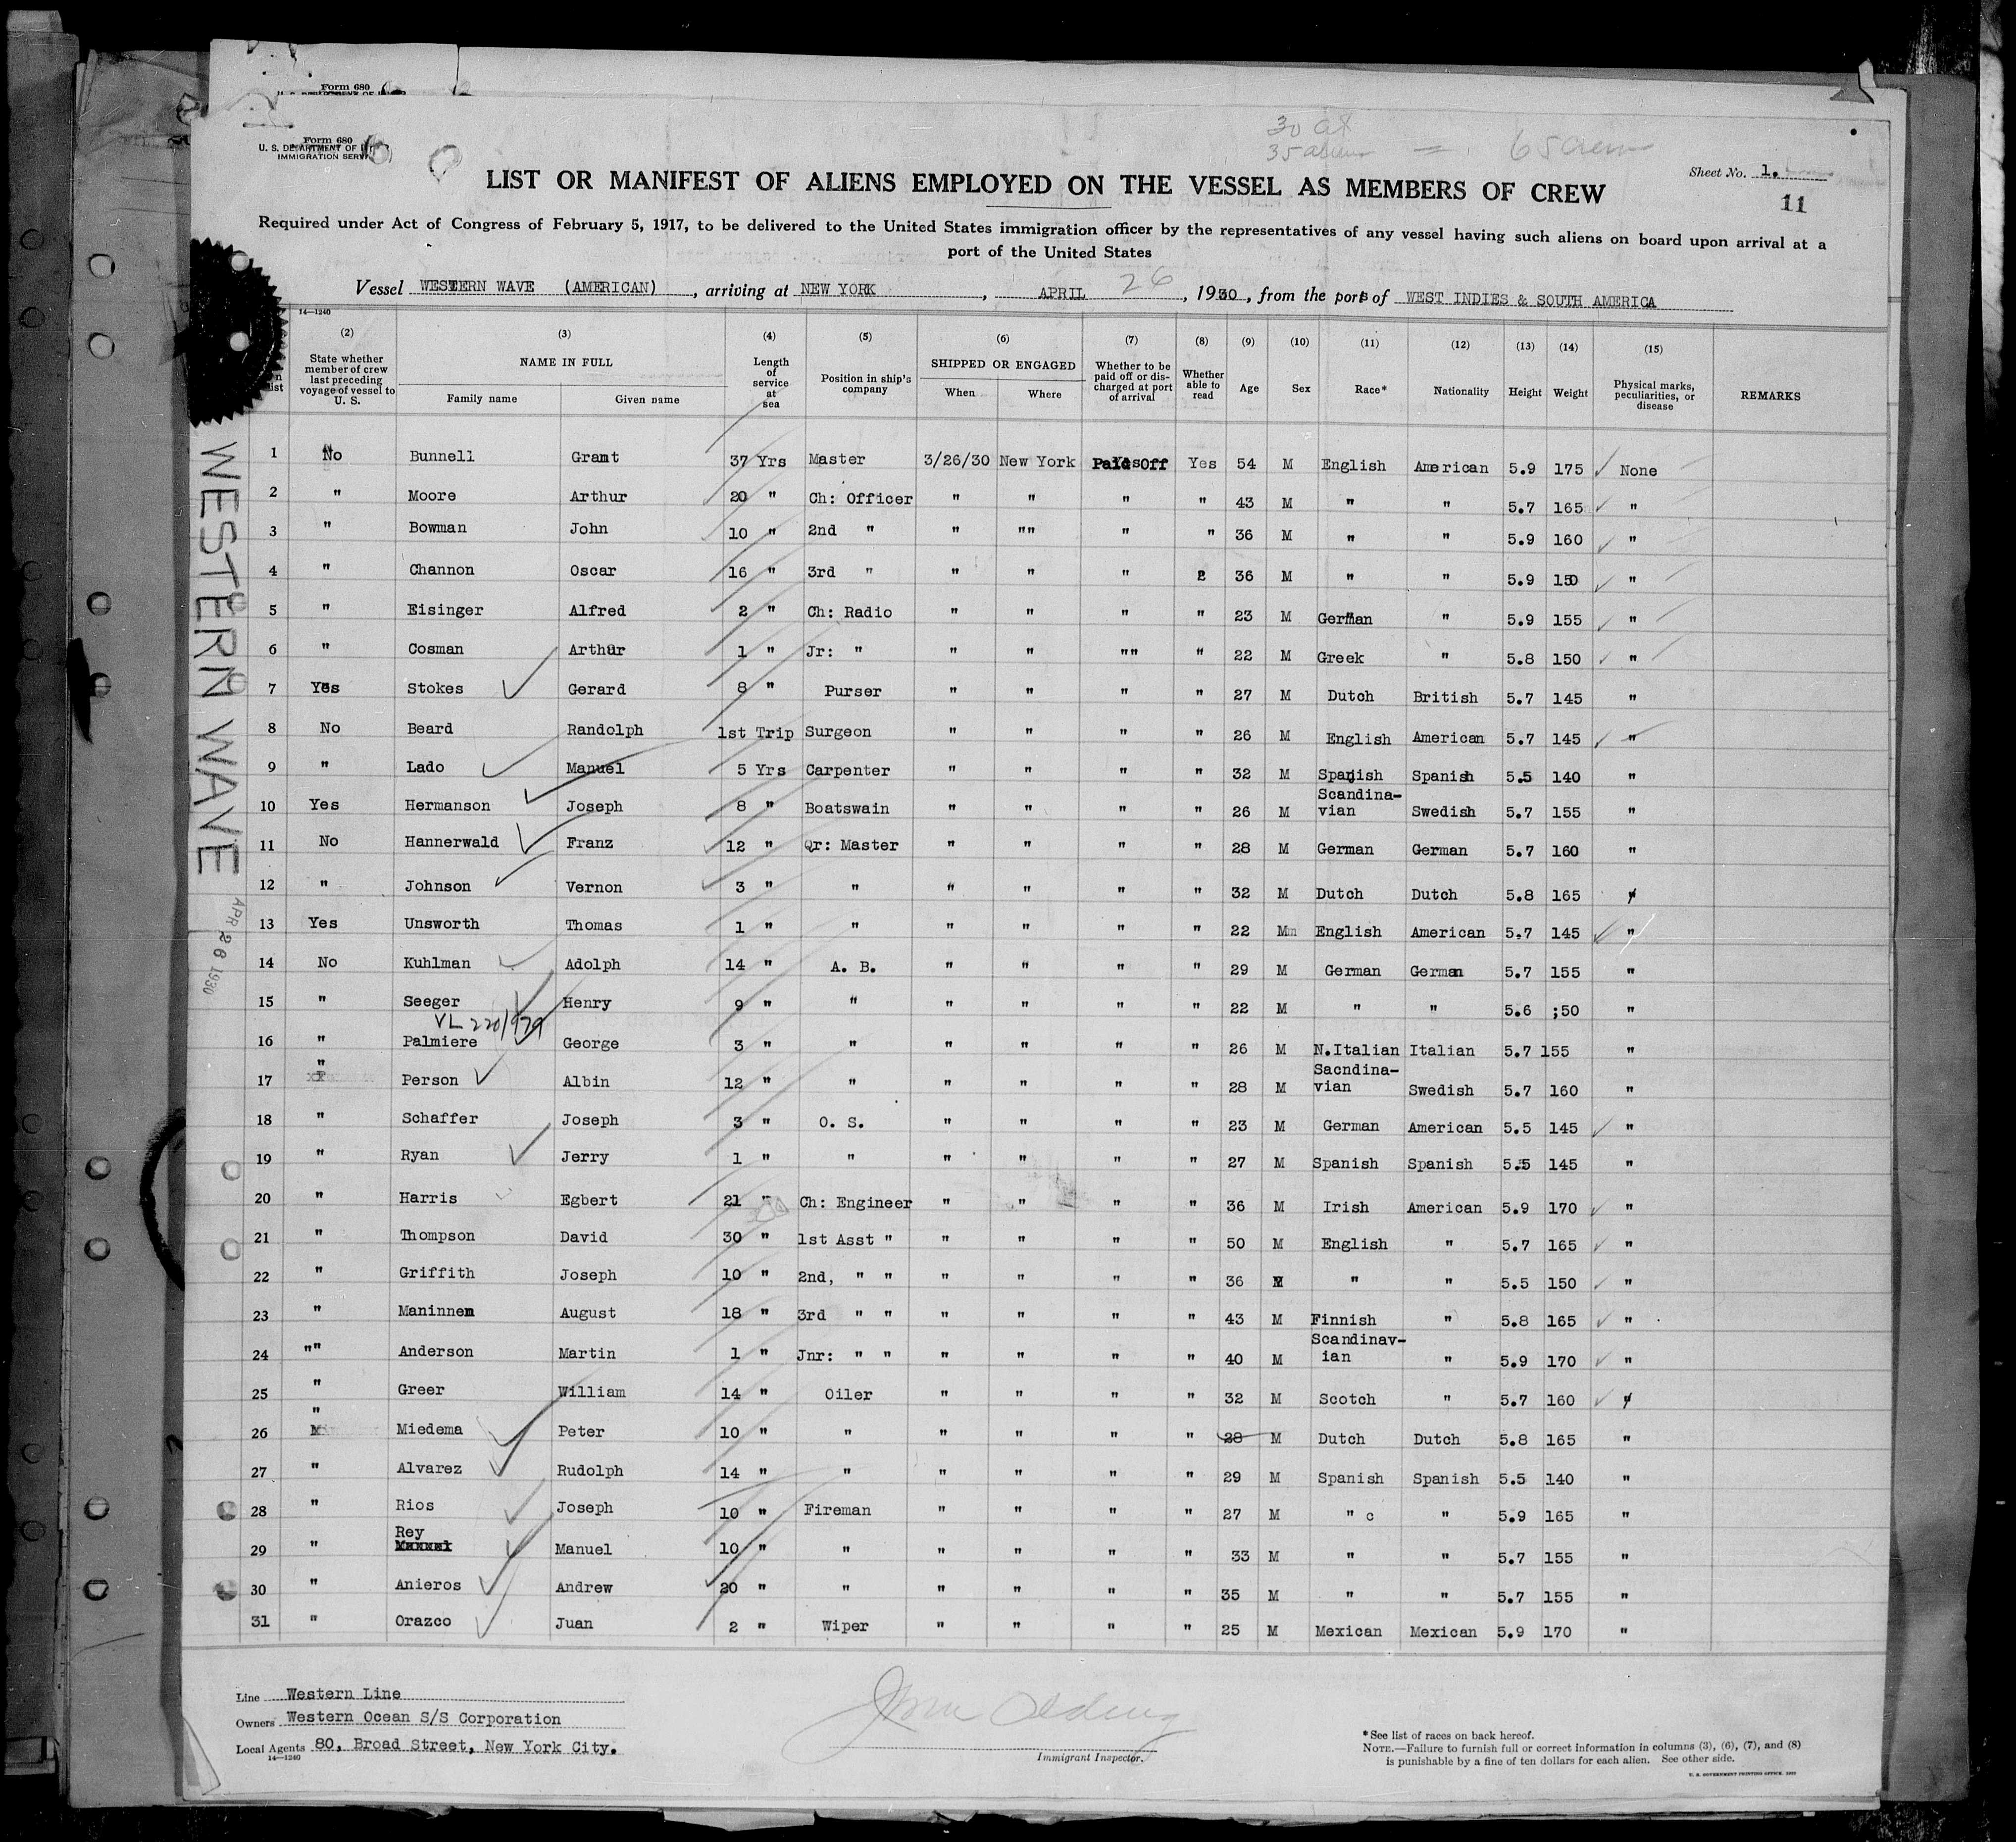 Form 680
Form 680
U. S. DEPARTMENT OF
IMMIGRATION SERV
30 at
35 aliens = 65 Crew
Sheet No. 1.
11
LIST OR MANIFEST OF ALIENS EMPLOYED ON THE VESSEL AS MEMBERS OF CREW
Required under Act of Congress of February 5, 1917, to be delivered to the United States immigration officer by the representatives of any vessel having such aliens on board upon arrival at a
port of the United States
Vessel WESTERN WAVE (AMERICAN), arriving at NEW YORK, APRIL 26, 1930, from the ports of WEST INDIES & SOUTH AMERICA
14—1240
(2) (3) (4) (5) (6) (7) (8) (9) (10) (11) (12) (13) (14) (15)
State whether member of crew last preceding voyage of vessel to U. S.
NAME IN FULL
Family name Given name
Length of service at sea
Position in ship's company
SHIPPED OR ENGAGED
When Where
Whether to be paid off or discharged at port of arrival
Whether able to read
Age Sex Race* Nationality Height Weight
Physical marks, peculiarities, or disease
REMARKS
1 No Bunnell Grant 37 Yrs Master 3/26/30 New York Paid Off Yes 54 M English American 5.9 175 None
2 " Moore Arthur 20 " Ch: Officer " " " " 43 M " " 5.7 165 "
3 " Bowman John 10 " 2nd " " "" " " 36 M " " 5.9 160 "
4 " Channon Oscar 16 " 3rd " " " " 36 M " " 5.9 150 "
5 " Eisinger Alfred 2 " Ch: Radio " " " " 23 M German " 5.9 155 "
6 " Cosman Arthur 1 " Jr: " " " "" " 22 M Greek " 5.8 150 "
7 Yes Stokes Gerard 8 " Purser " " " " 27 M Dutch British 5.7 145 "
8 No Beard Randolph 1st Trip Surgeon " " " " 26 M English American 5.7 145 "
9 " Lado Manuel 5 Yrs Carpenter " " " " 32 M Spanish Spanish 5.5 140 "
10 Yes Hermanson Joseph 8 " Boatswain " " " " 26 M Scandina-vian Swedish 5.7 155 "
11 No Hannerwald Franz 12 " Qr: Master " " " " 28 M German German 5.7 160 "
12 " Johnson Vernon 3 " " " " " " 32 M Dutch Dutch 5.8 165 "
13 Yes Unsworth Thomas 1 " " " " " " 22 M English American 5.7 145 "
14 No Kuhlman Adolph 14 " A. B. " " " " 29 M German German 5.7 155 "
15 " Seeger Henry 9 " " " " " " 22 M " " 5.6 ;50 "
VL 220/979
16 " Palmiere George 3 " " " " " " 26 M N.Italian Italian 5.7 155 "
17 " Person Albin 12 " " " " " " 28 M Sacndina-vian Swedish 5.7 160 "
18 " Schaffer Joseph 3 " O. S. " " " " 23 M German American 5.5 145 "
19 " Ryan Jerry 1 " " " " " " 27 M Spanish Spanish 5.5 145 "
20 " Harris Egbert 21 " Ch: Engineer " " " " 36 M Irish American 5.9 170 "
21 " Thompson David 30 " 1st Asst " " " " " 50 M English " 5.7 165 "
22 " Griffith Joseph 10 " 2nd, " " " " " " 36 M " " 5.5 150 "
23 " Maninnen August 18 " 3rd " " " " " " 43 M Finnish " 5.8 165 "
24 "" Anderson Martin 1 " Jnr: " " " " " " 40 M Scandinav-ian " 5.9 170 "
25 " Greer William 14 " Oiler " " " " 32 M Scotch " 5.7 160 "
26 " Miedema Peter 10 " " " " " " 28 M Dutch Dutch 5.8 165 "
27 " Alvarez Rudolph 14 " " " " " " 29 M Spanish Spanish 5.5 140 "
28 " Rios Joseph 10 " Fireman " " " " 27 M " c " 5.9 165 "
29 " Rey Manuel 10 " " " " " " 33 M " " 5.7 155 "
30 " Anieros Andrew 20 " " " " " " 35 M " " 5.7 155 "
31 " Orazco Juan 2 " Wiper " " " " 25 M Mexican Mexican 5.9 170 "
WESTERN WAVE
APR 26 1930
Line Western Line
Owners Western Ocean S/S Corporation
Local Agents 80, Broad Street, New York City.
14—1240
Immigrant Inspector.
*See list of races on back hereof.
NOTE.—Failure to furnish full or correct information in columns (3), (6), (7), and (8)
is punishable by a fine of ten dollars for each alien. See other side.
U. S. GOVERNMENT PRINTING OFFICE